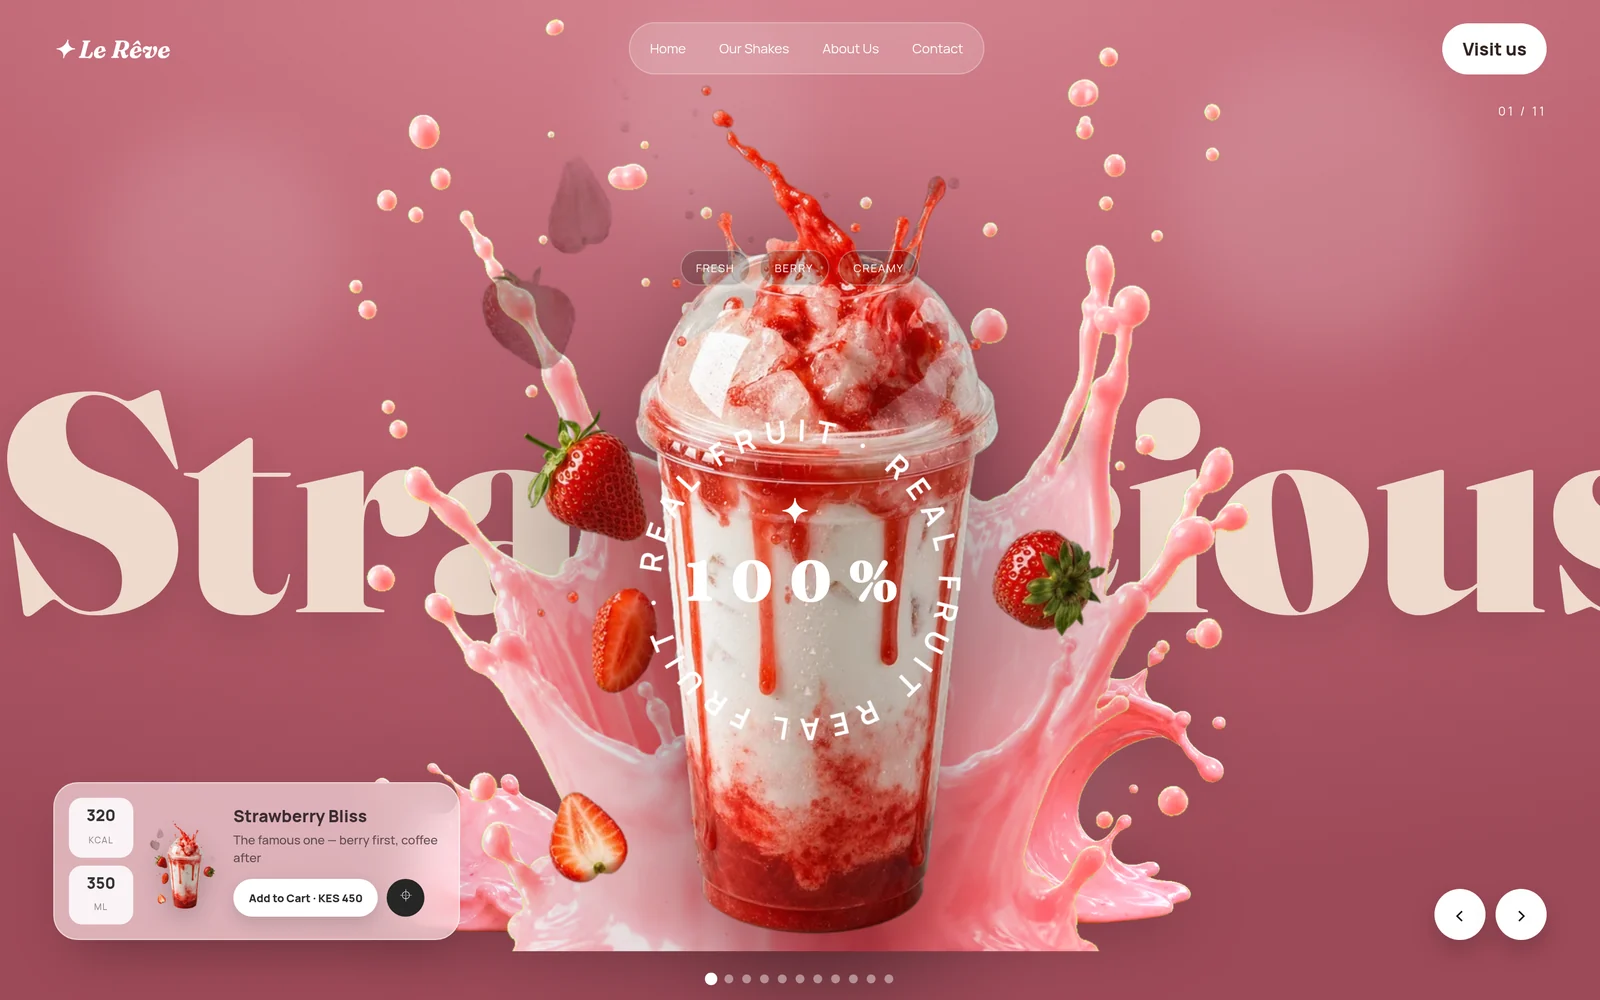 Le Rêve
Home
Our Shakes
About Us
Contact
Visit us
01 / 11
FRESH
BERRY
CREAMY
REAL FRUIT · REAL FRUIT REAL FRUIT ·
100%
320
KCAL
350
ML
Strawberry Bliss
The famous one — berry first, coffee
after
Add to Cart · KES 450